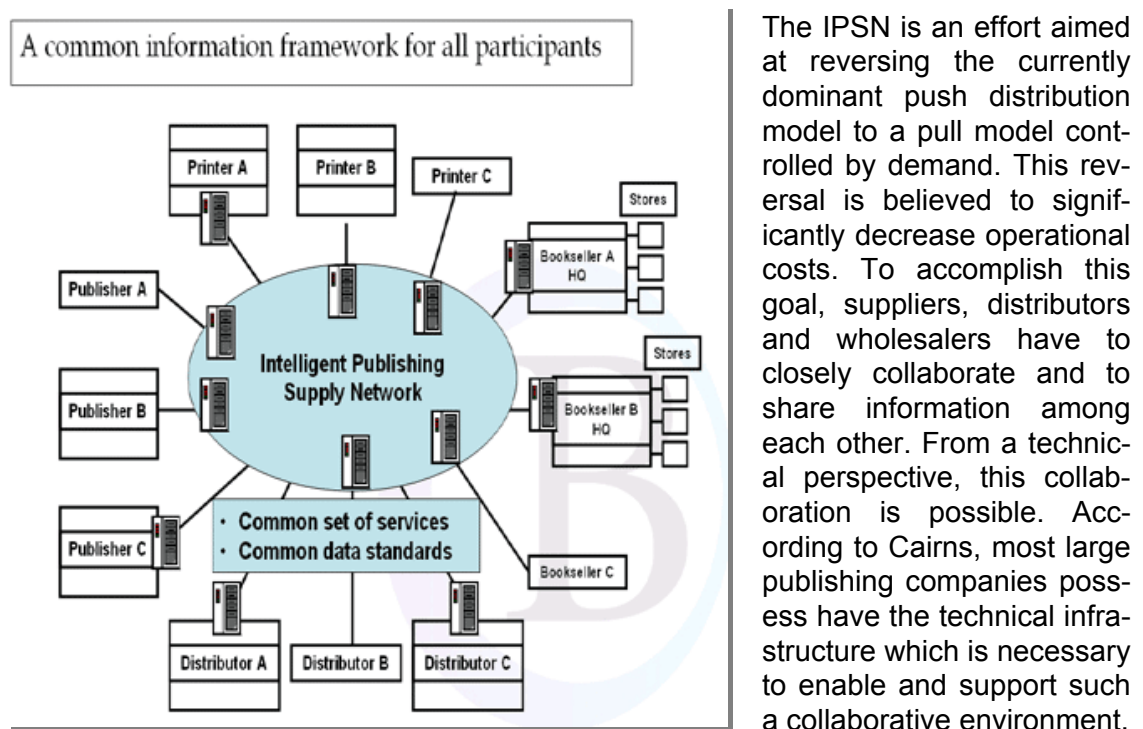 A common information framework for all participants
Printer A
Printer B
Printer C
Stores
Bookseller A
HQ
Publisher A
Intelligent Publishing
Supply Network
Stores
Publisher B
Bookseller B
HQ
• Common set of services
• Common data standards
Publisher C
Bookseller C
Distributor A
Distributor B
Distributor C
B
The IPSN is an effort aimed
at reversing the currently
dominant push distribution
model to a pull model cont-
rolled by demand. This rev-
ersal is believed to signif-
icantly decrease operational
costs. To accomplish this
goal, suppliers, distributors
and wholesalers have to
closely collaborate and to
share information among
each other. From a technic-
al perspective, this collab-
oration is possible. Acc-
ording to Cairns, most large
publishing companies poss-
ess have the technical infra-
structure which is necessary
to enable and support such
a collaborative environment.